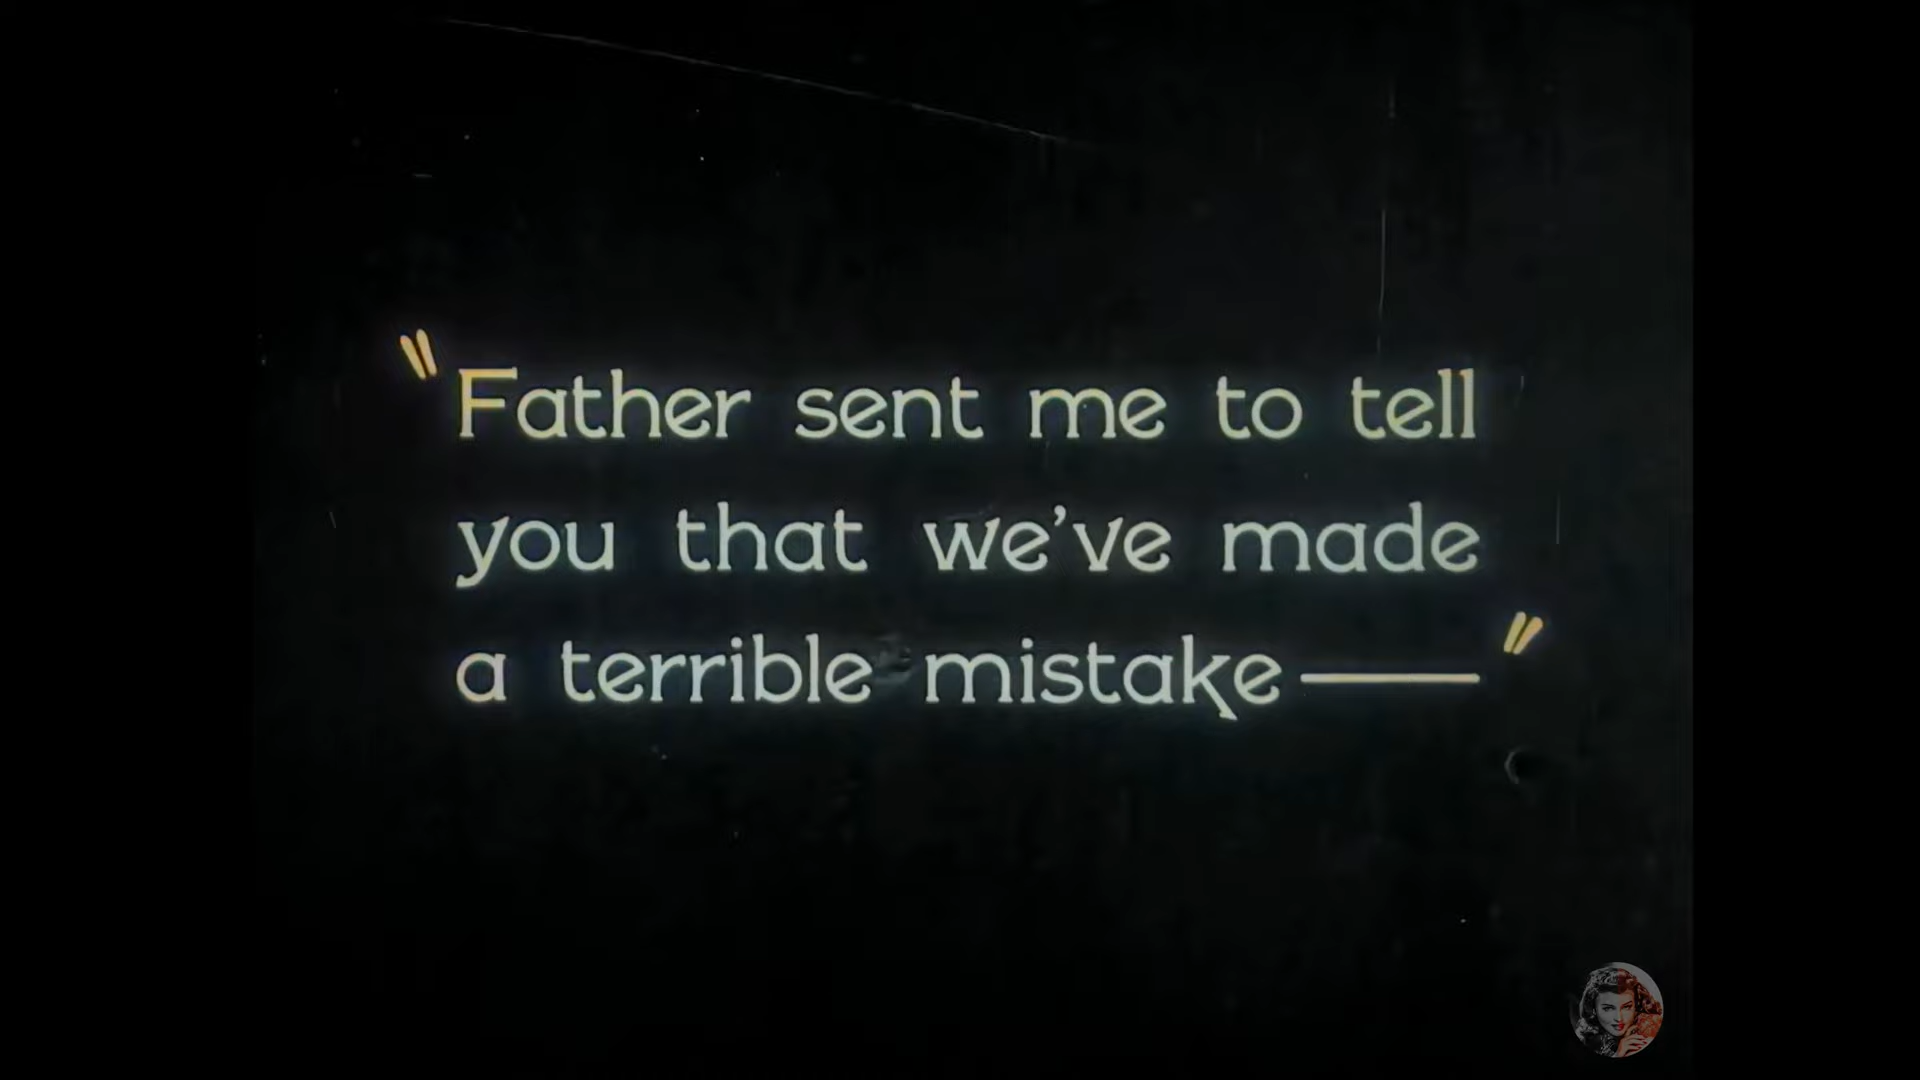 "Father sent me to tell
you that we've made
a terrible mistake——"